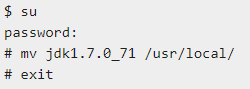 $ su
password:
# mv jdk1.7.0_71 /usr/local/
# exit